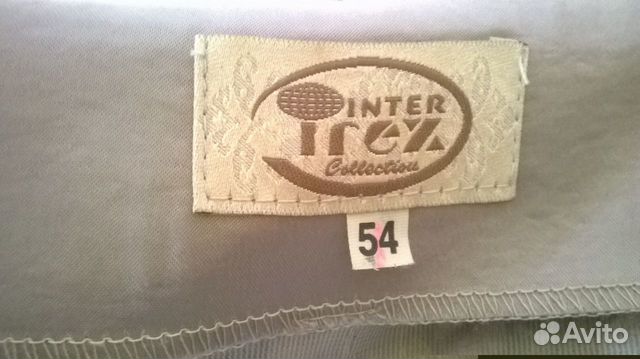 INTER
irez
Collection
54
Avito